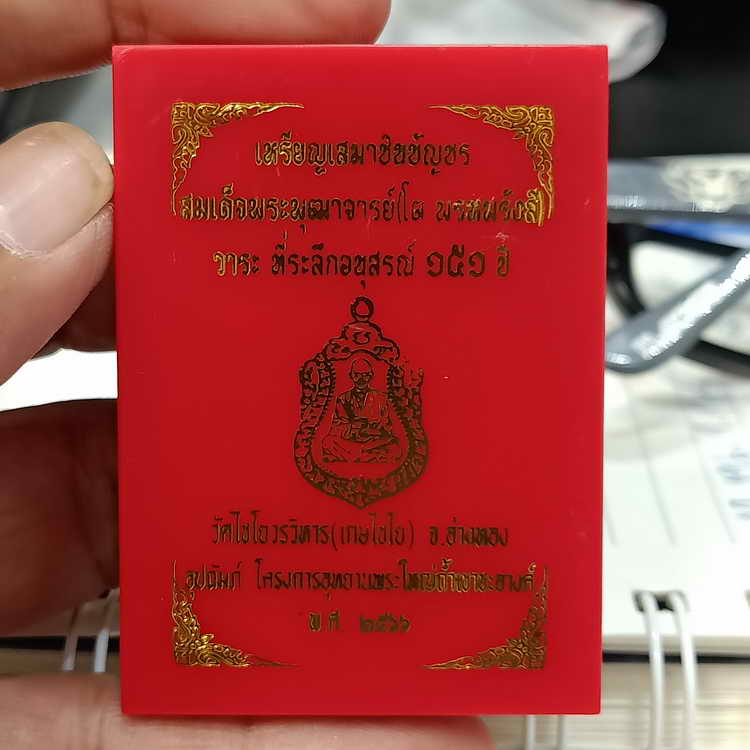 เหรียญเสมาชินบัญชร
สมเด็จพระพุฒาจารย์(โต พรหมรังสี)
วาระ ที่ระลึกอนุสรณ์ ๑๕๑ ปี
วัดไชโยวรวิหาร(เกษไชโย) จ.อ่างทอง
อุปถัมภ์ โครงการอุทยานพระใหญ่ถ้ำเขาชะอางค์
พ.ศ. ๒๕๖๖